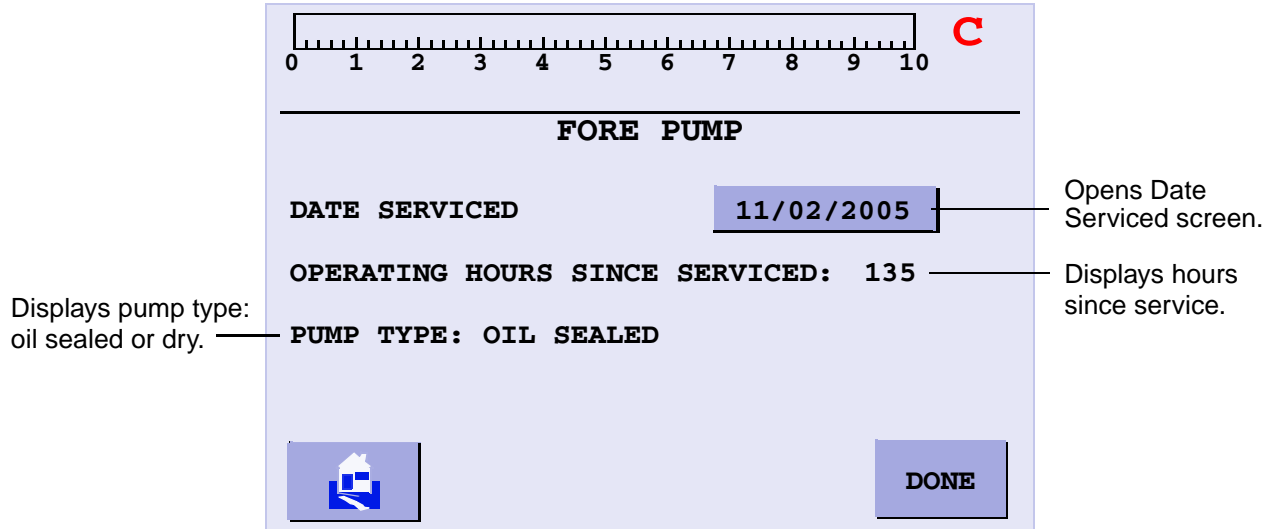 C
0 1 2 3 4 5 6 7 8 9 10
FORE PUMP
DATE SERVICED 11/02/2005
Opens Date
Serviced screen.
OPERATING HOURS SINCE SERVICED: 135
Displays hours
since service.
Displays pump type:
oil sealed or dry.
PUMP TYPE: OIL SEALED
DONE